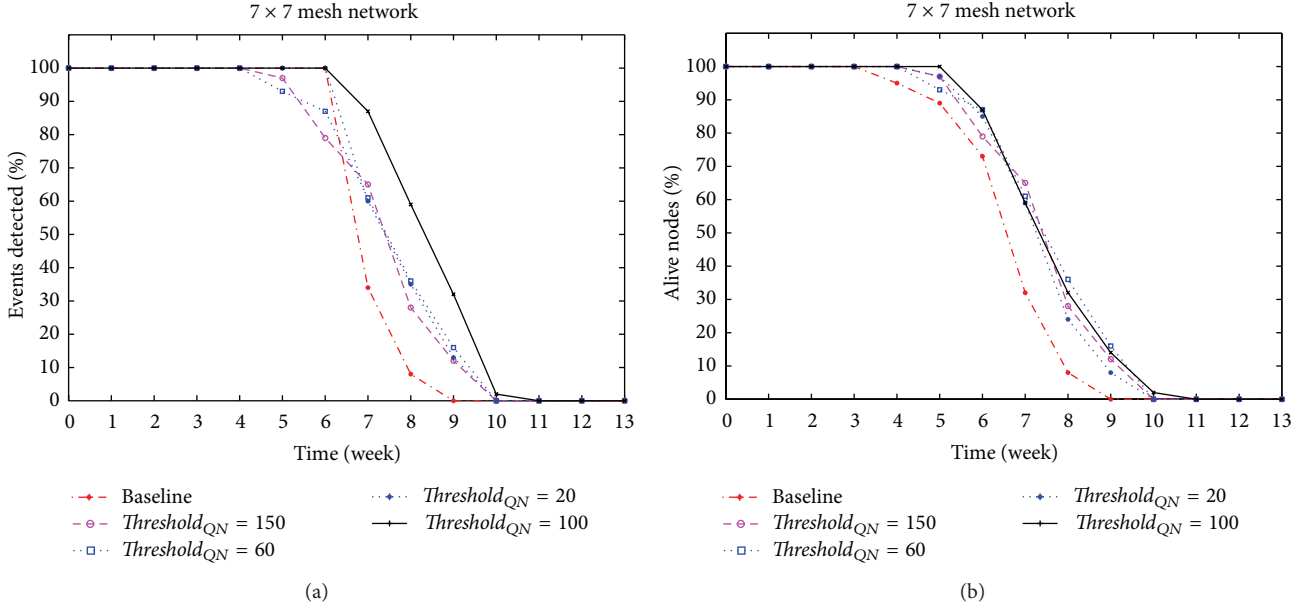 7 × 7 mesh network
100
90
80
70
60
50
40
30
20
10
0
Events detected (%)
0 1 2 3 4 5 6 7 8 9 10 11 12 13
Time (week)
Baseline
Threshold_QN = 150
Threshold_QN = 60
Threshold_QN = 20
Threshold_QN = 100
(a)
7 × 7 mesh network
100
90
80
70
60
50
40
30
20
10
0
Alive nodes (%)
0 1 2 3 4 5 6 7 8 9 10 11 12 13
Time (week)
Baseline
Threshold_QN = 150
Threshold_QN = 60
Threshold_QN = 20
Threshold_QN = 100
(b)